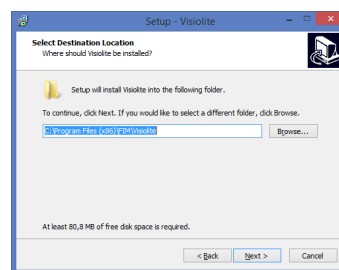 Setup - Visiolite
Select Destination Location
Where should Visiolite be installed?
Setup will install Visiolite into the following folder.
To continue, click Next. If you would like to select a different folder, click Browse.
C:\Program Files (x86)\FIM\Visiolite
Browse...
At least 80,8 MB of free disk space is required.
< Back
Next >
Cancel